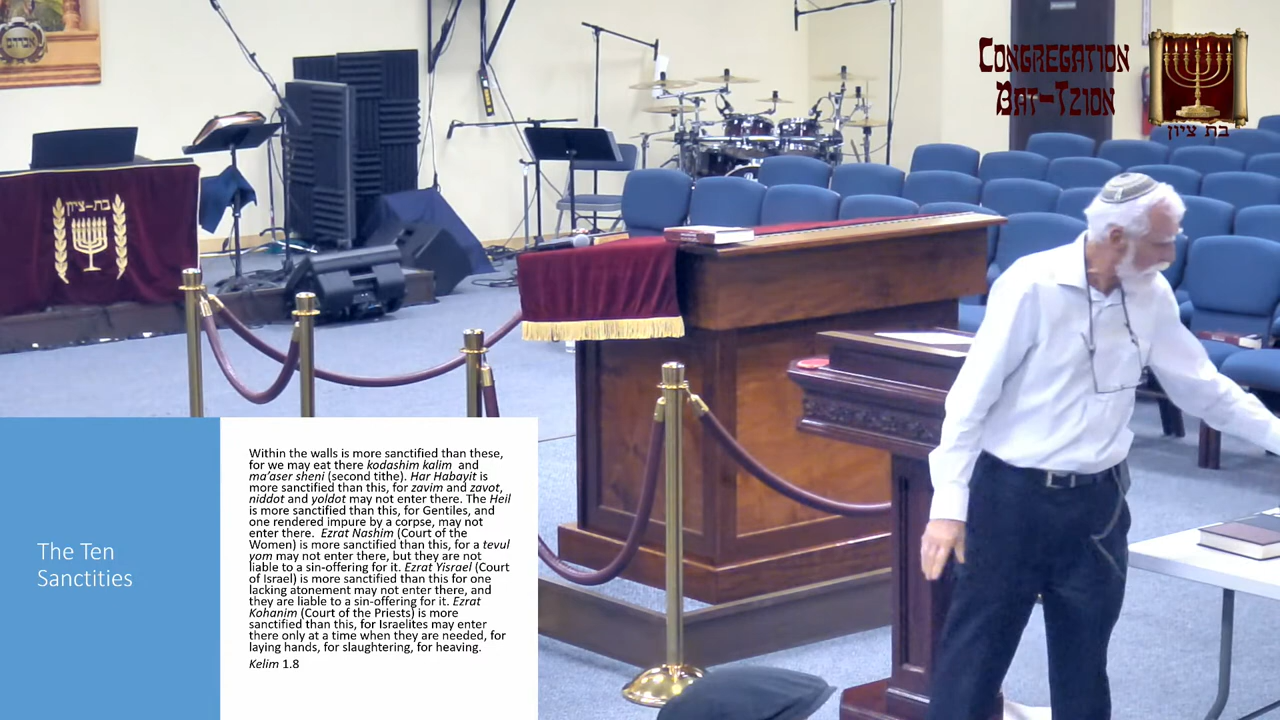 אברהם
CONGREGATION
BAT-TZION
בת ציון
בת-ציון
The Ten
Sanctities
Within the walls is more sanctified than these,
for we may eat there kodashim kalim and
ma'aser sheni (second tithe). Har Habayit is
more sanctified than this, for zavim and zavot,
niddot and yoldot may not enter there. The Heil
is more sanctified than this, for Gentiles, and
one rendered impure by a corpse, may not
enter there. Ezrat Nashim (Court of the
Women) is more sanctified than this, for a tevul
yom may not enter there, but they are not
liable to a sin-offering for it. Ezrat Yisrael (Court
of Israel) is more sanctified than this for one
lacking atonement may not enter there, and
they are liable to a sin-offering for it. Ezrat
Kohanim (Court of the Priests) is more
sanctified than this, for Israelites may enter
there only at a time when they are needed, for
laying hands, for slaughtering, for heaving.
Kelim 1.8